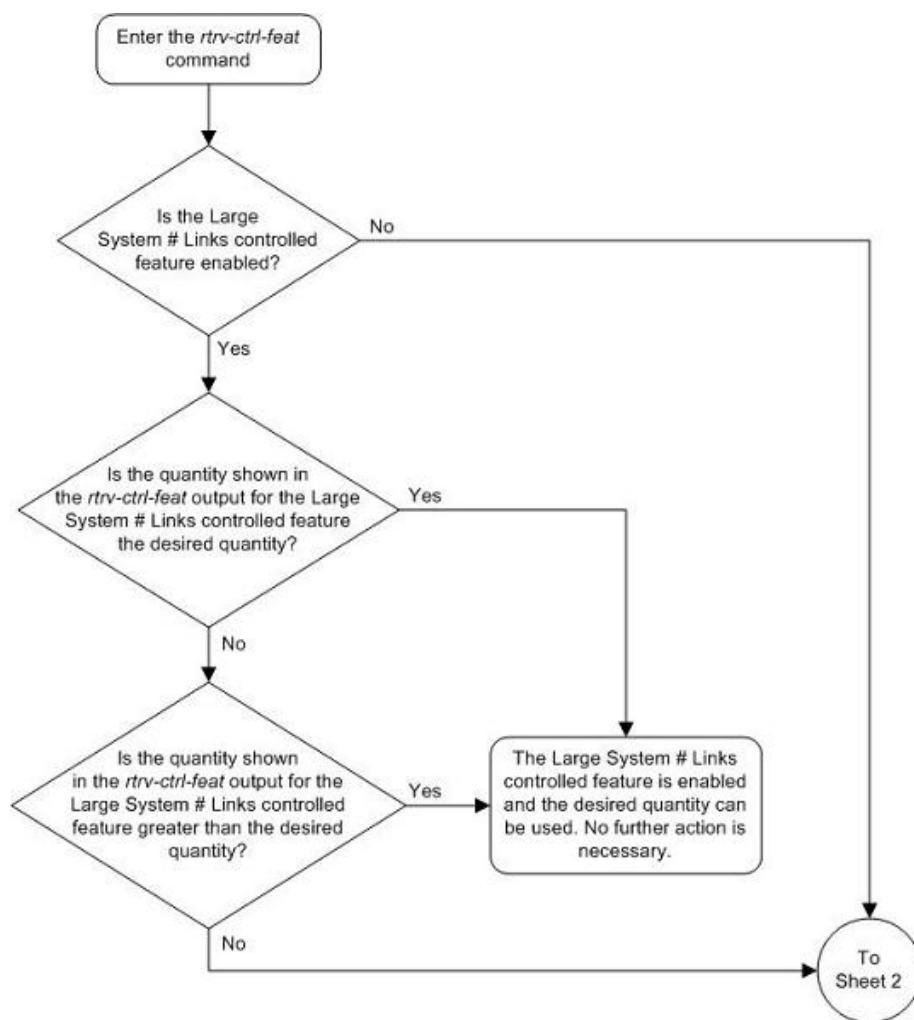 Enter the rtrv-ctrl-feat
command
Is the Large
System # Links controlled
feature enabled?
No
Yes
Is the quantity shown in
the rtrv-ctrl-feat output for the Large
System # Links controlled feature
the desired quantity?
Yes
No
Is the quantity shown
in the rtrv-ctrl-feat output for the
Large System # Links controlled
feature greater than the desired
quantity?
Yes
The Large System # Links
controlled feature is enabled
and the desired quantity can
be used. No further action is
necessary.
No
To
Sheet 2